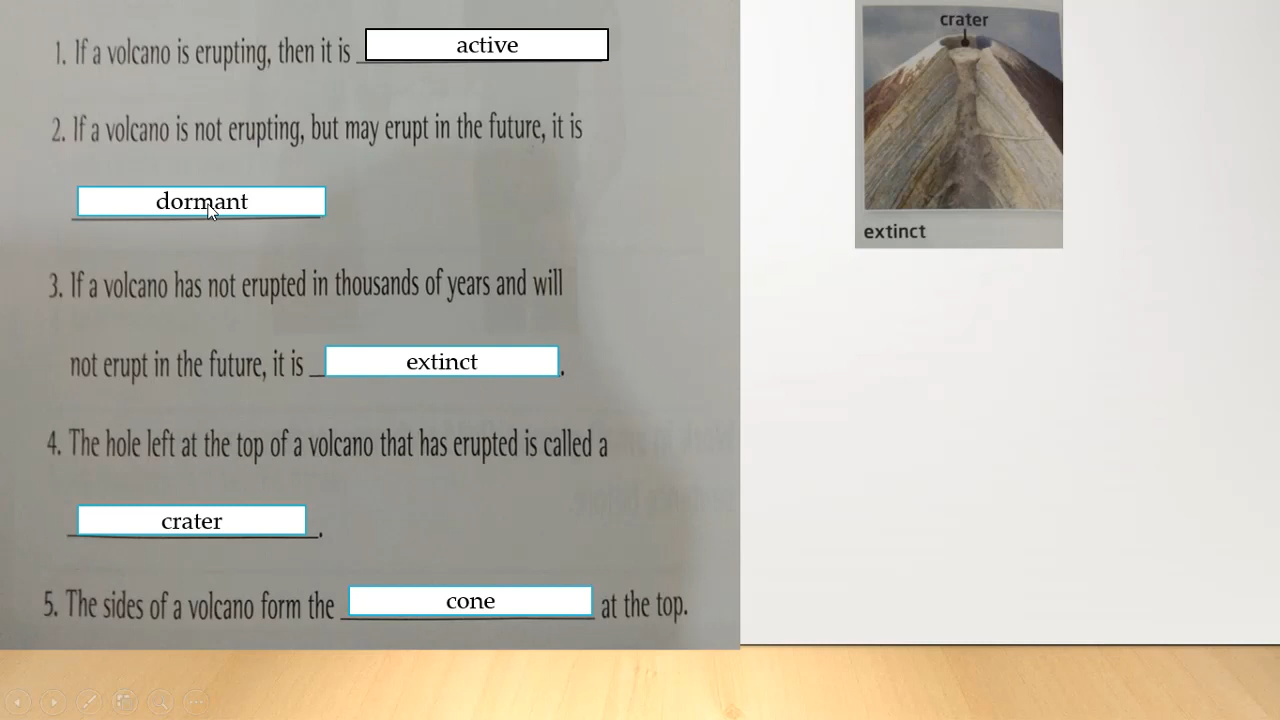 1. If a volcano is erupting, then it is active
2. If a volcano is not erupting, but may erupt in the future, it is
dormant
3. If a volcano has not erupted in thousands of years and will
not erupt in the future, it is extinct.
4. The hole left at the top of a volcano that has erupted is called a
crater.
5. The sides of a volcano form the cone at the top.
crater
extinct